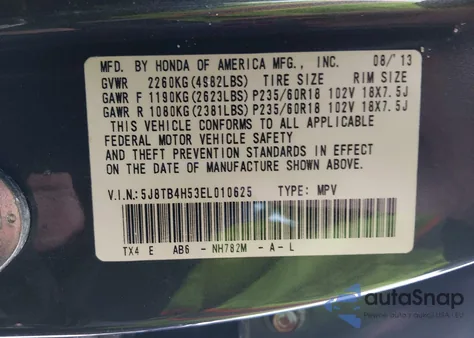 MFD. BY HONDA OF AMERICA MFG., INC. 08/'13
GVWR 2260KG(4982LBS) TIRE SIZE RIM SIZE
GAWR F 1190KG(2623LBS) P235/60R18 102V 18X7.5J
GAWR R 1080KG(2381LBS) P235/60R18 102V 18X7.5J
THIS VEHICLE CONFORMS TO ALL APPLICABLE
FEDERAL MOTOR VEHICLE SAFETY
AND THEFT PREVENTION STANDARDS IN EFFECT
ON THE DATE OF MANUFACTURE SHOWN ABOVE.
V.I.N.:5J8TB4H53EL010625 TYPE: MPV
TX4 E AB6 - NH782M - A - L
autoSnap